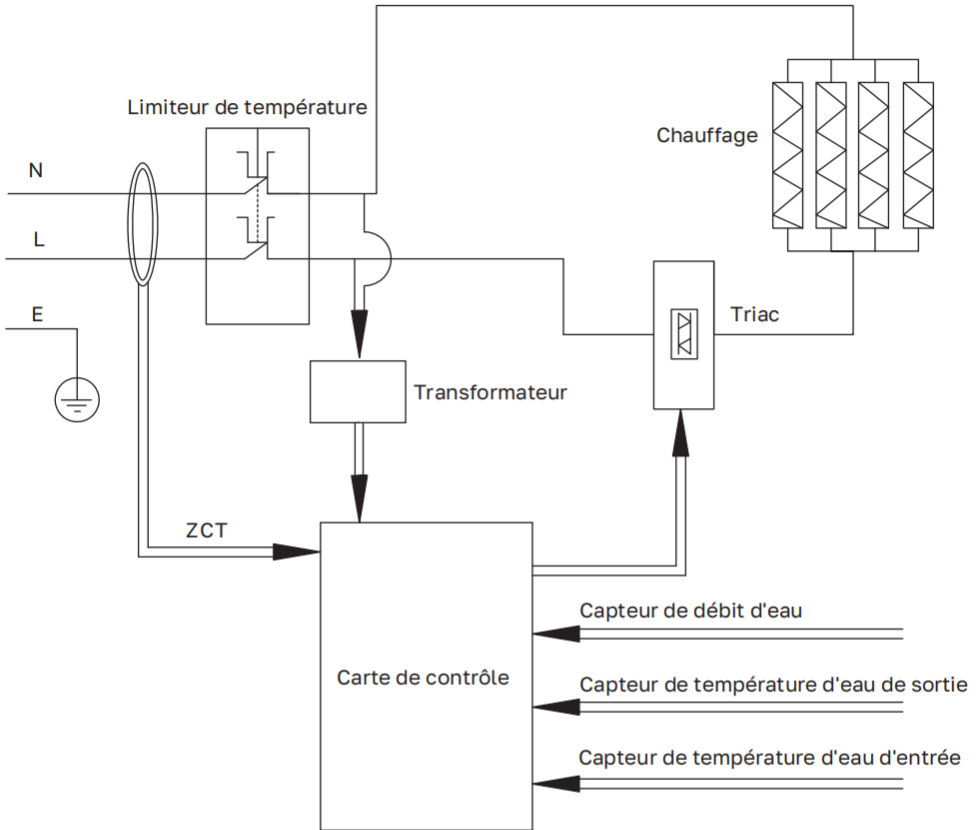 Limiteur de température
Chauffage
N
L
E
Triac
Transformateur
ZCT
Capteur de débit d'eau
Carte de contrôle
Capteur de température d'eau de sortie
Capteur de température d'eau d'entrée